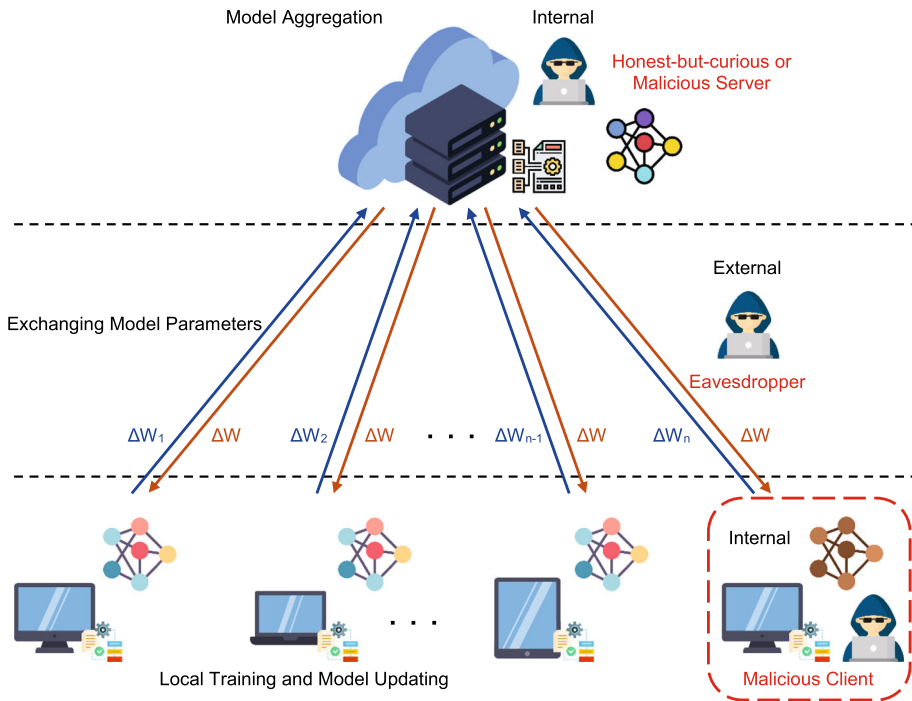 Model Aggregation
Internal
Honest-but-curious or
Malicious Server
External
Exchanging Model Parameters
Eavesdropper
ΔW₁ ΔW ΔW₂ ΔW · · · ΔWₙ₋₁ ΔW ΔWₙ ΔW
Internal
· · ·
Local Training and Model Updating
Malicious Client